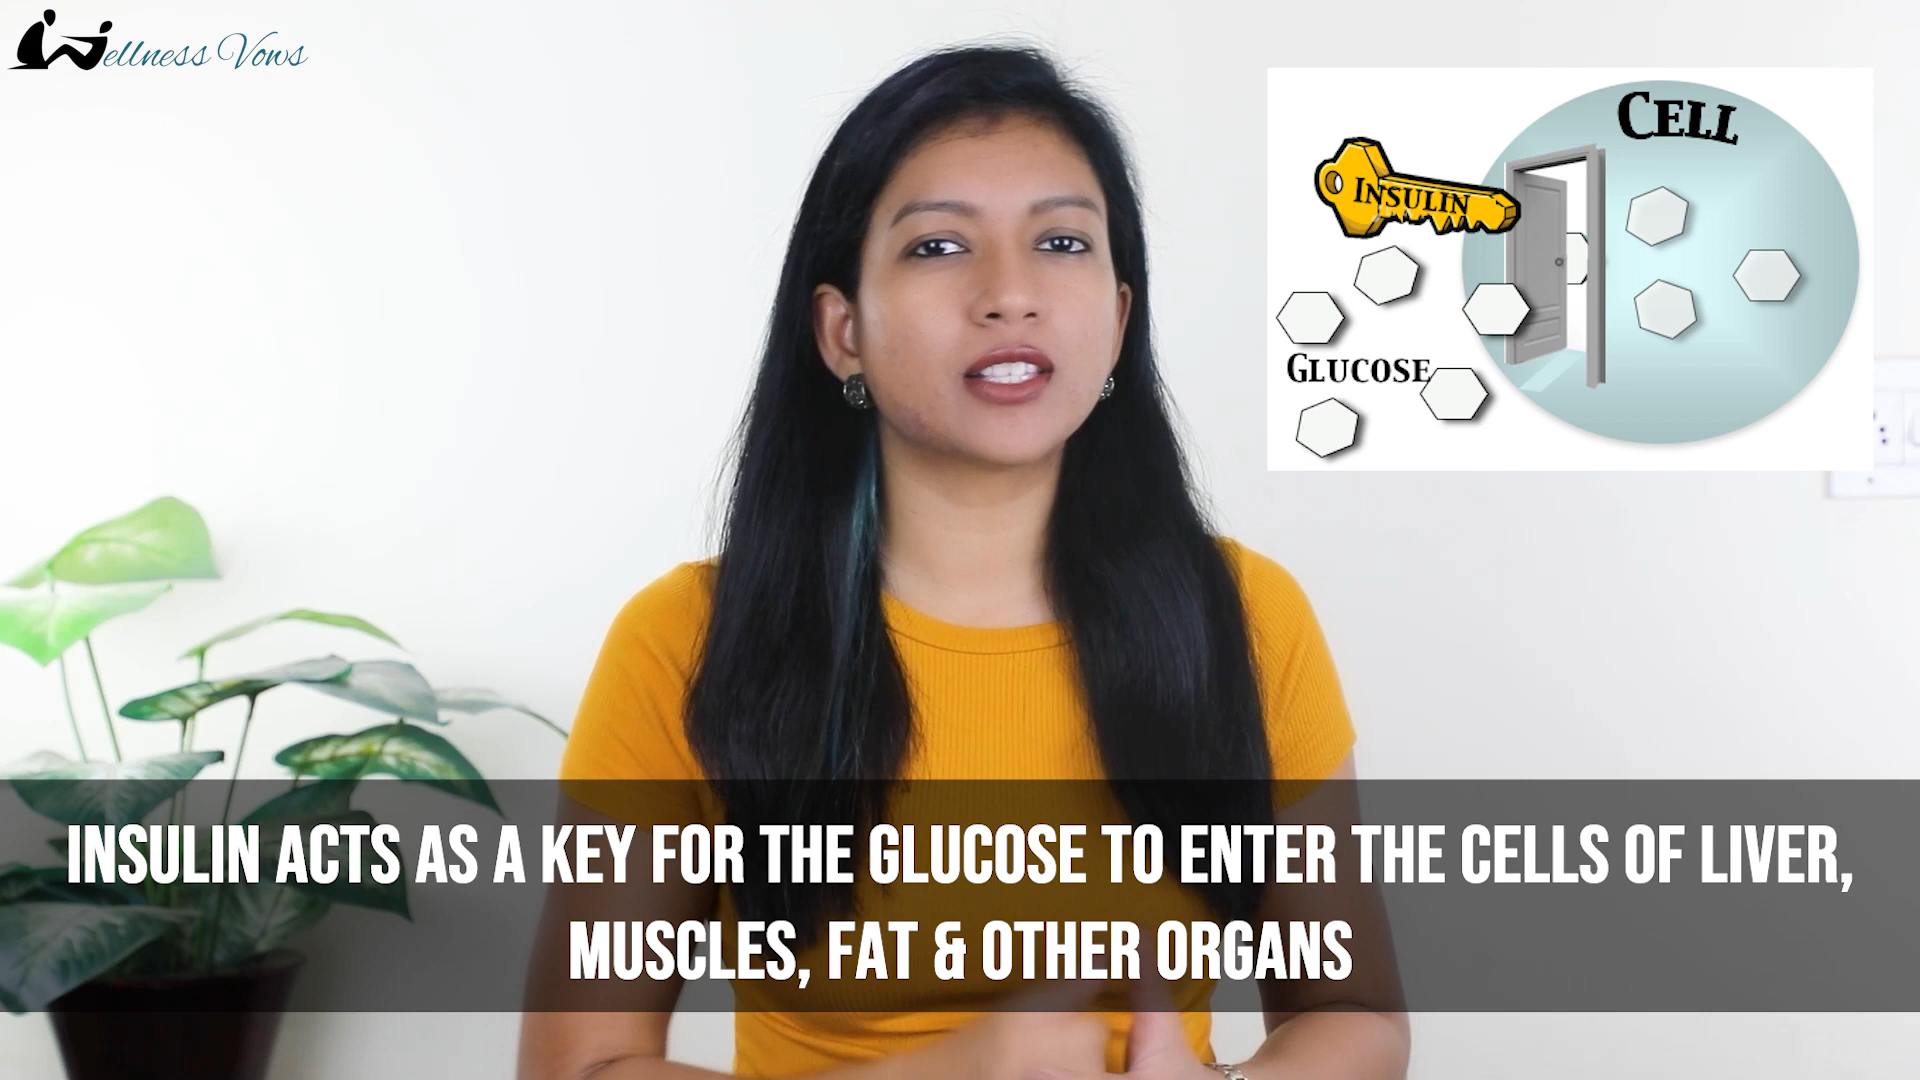 Wellness Vows
CELL
INSULIN
GLUCOSE
INSULIN ACTS AS A KEY FOR THE GLUCOSE TO ENTER THE CELLS OF LIVER,
MUSCLES, FAT & OTHER ORGANS